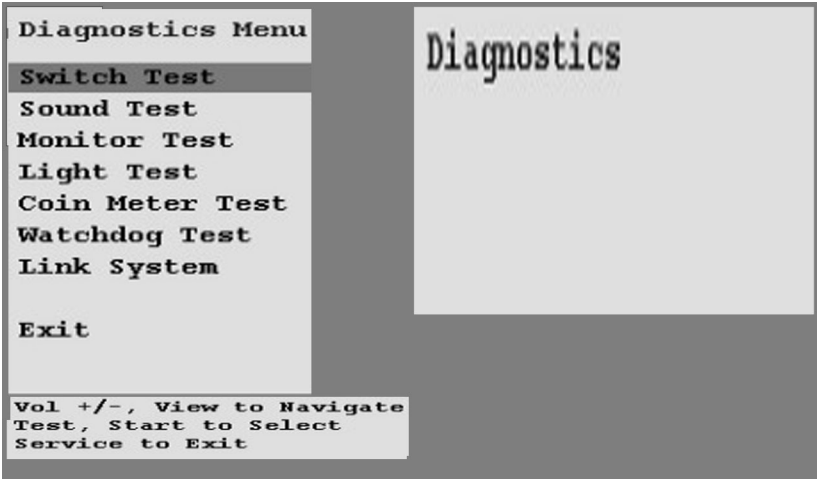 Diagnostics Menu
Switch Test
Sound Test
Monitor Test
Light Test
Coin Meter Test
Watchdog Test
Link System
Exit
Vol +/-, View to Navigate
Test, Start to Select
Service to Exit
Diagnostics